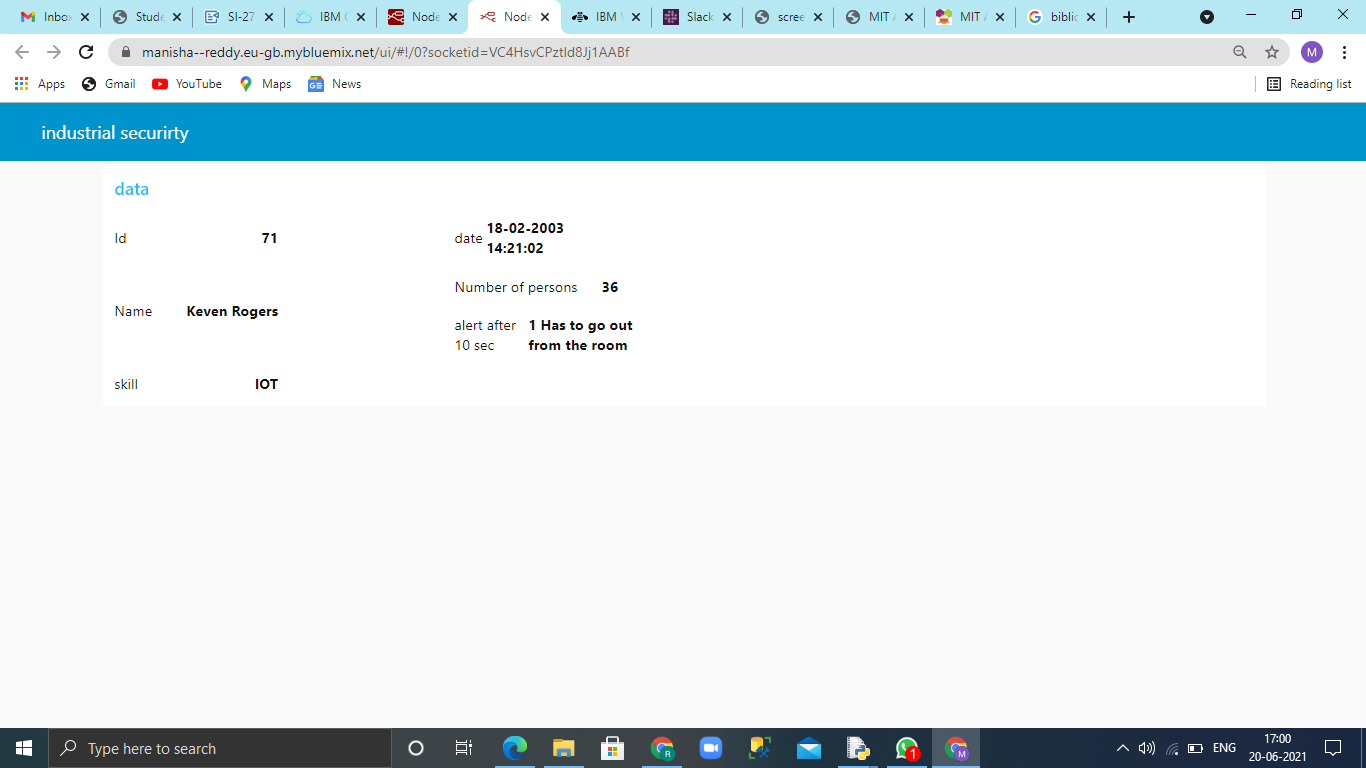 Inbo
Stude
SI-27
IBM C
Node
Node
IBM
Slack
scree
MIT A
MIT A
biblic
manisha--reddy.eu-gb.mybluemix.net/ui/#!/0?socketid=VC4HsvCPztId8Jj1AABf
M
Apps
Gmail
YouTube
Maps
News
Reading list
industrial securirty
data
Id 71
Name Keven Rogers
skill IOT
date 18-02-2003
14:21:02
Number of persons 36
alert after 1 Has to go out
10 sec from the room
Type here to search
R
1
M
ENG
17:00
20-06-2021